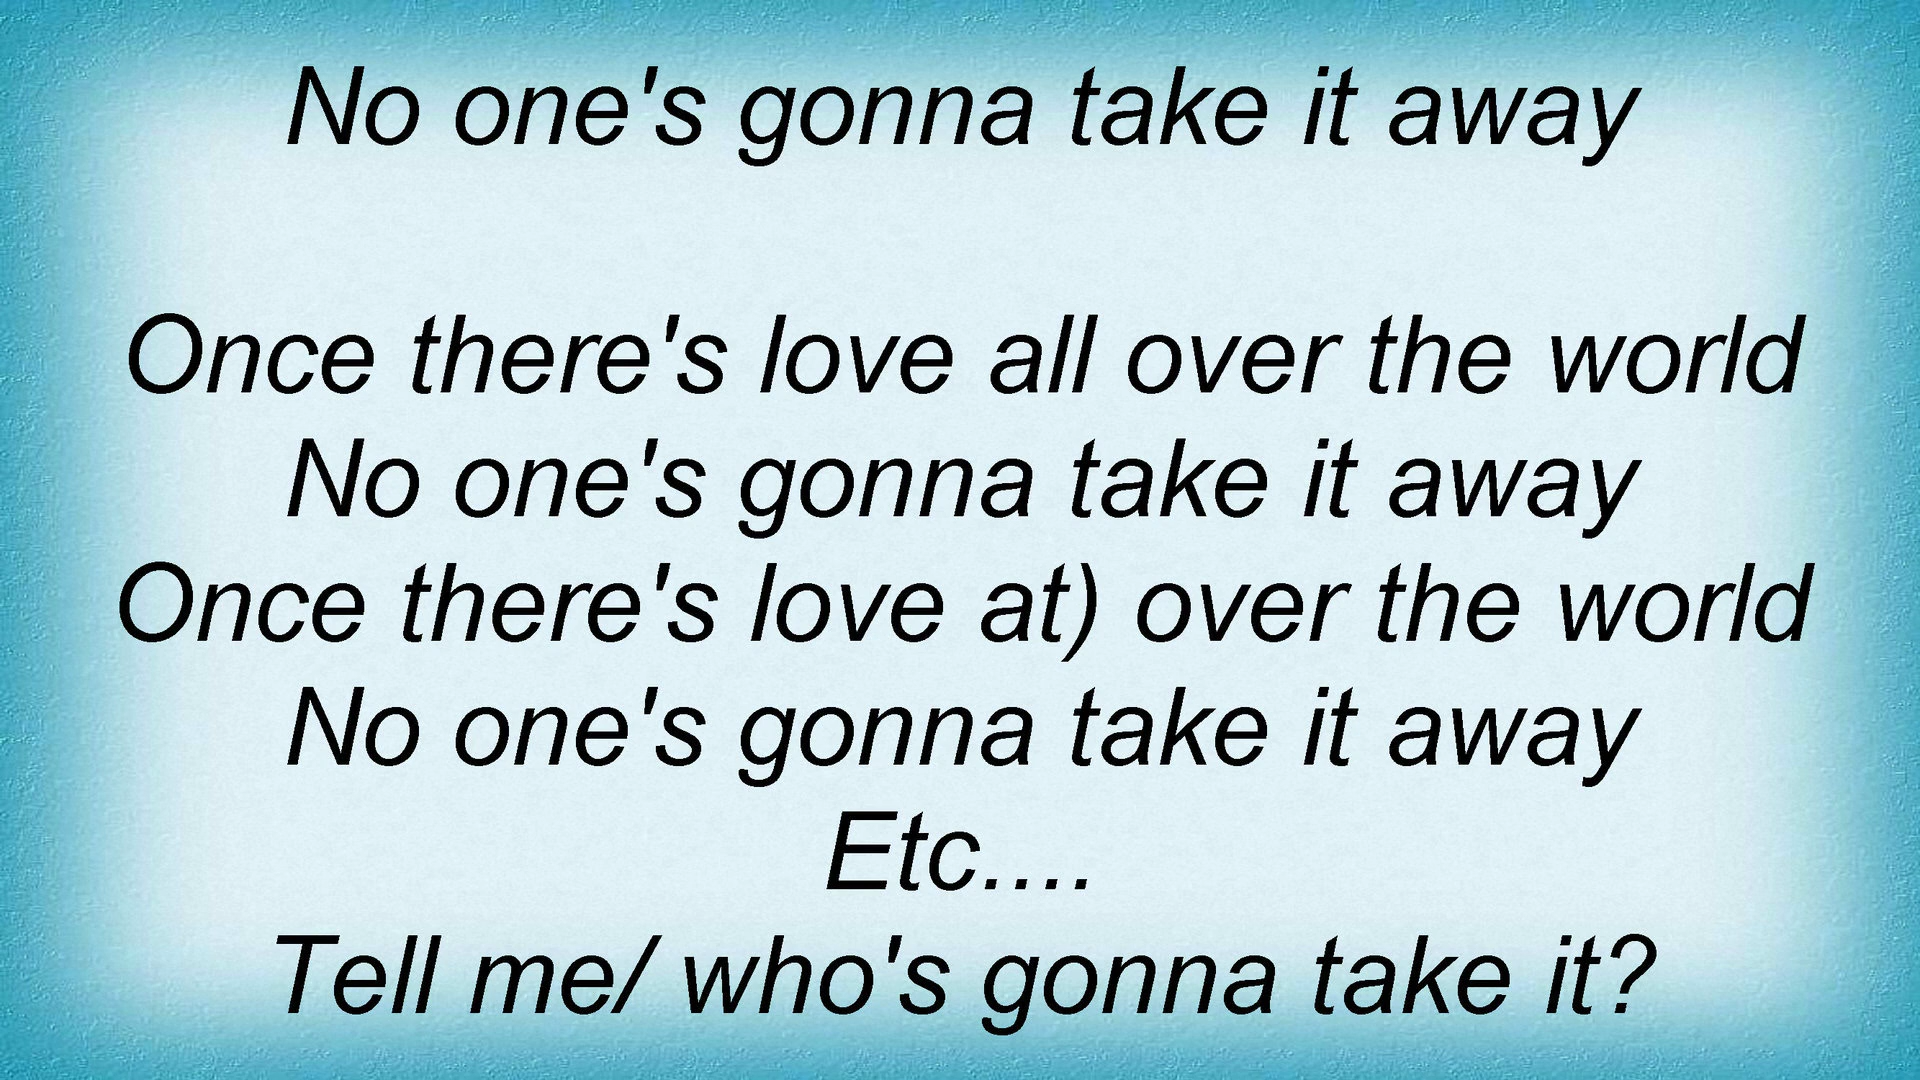 No one's gonna take it away
Once there's love all over the world
No one's gonna take it away
Once there's love at) over the world
No one's gonna take it away
Etc....
Tell me/ who's gonna take it?